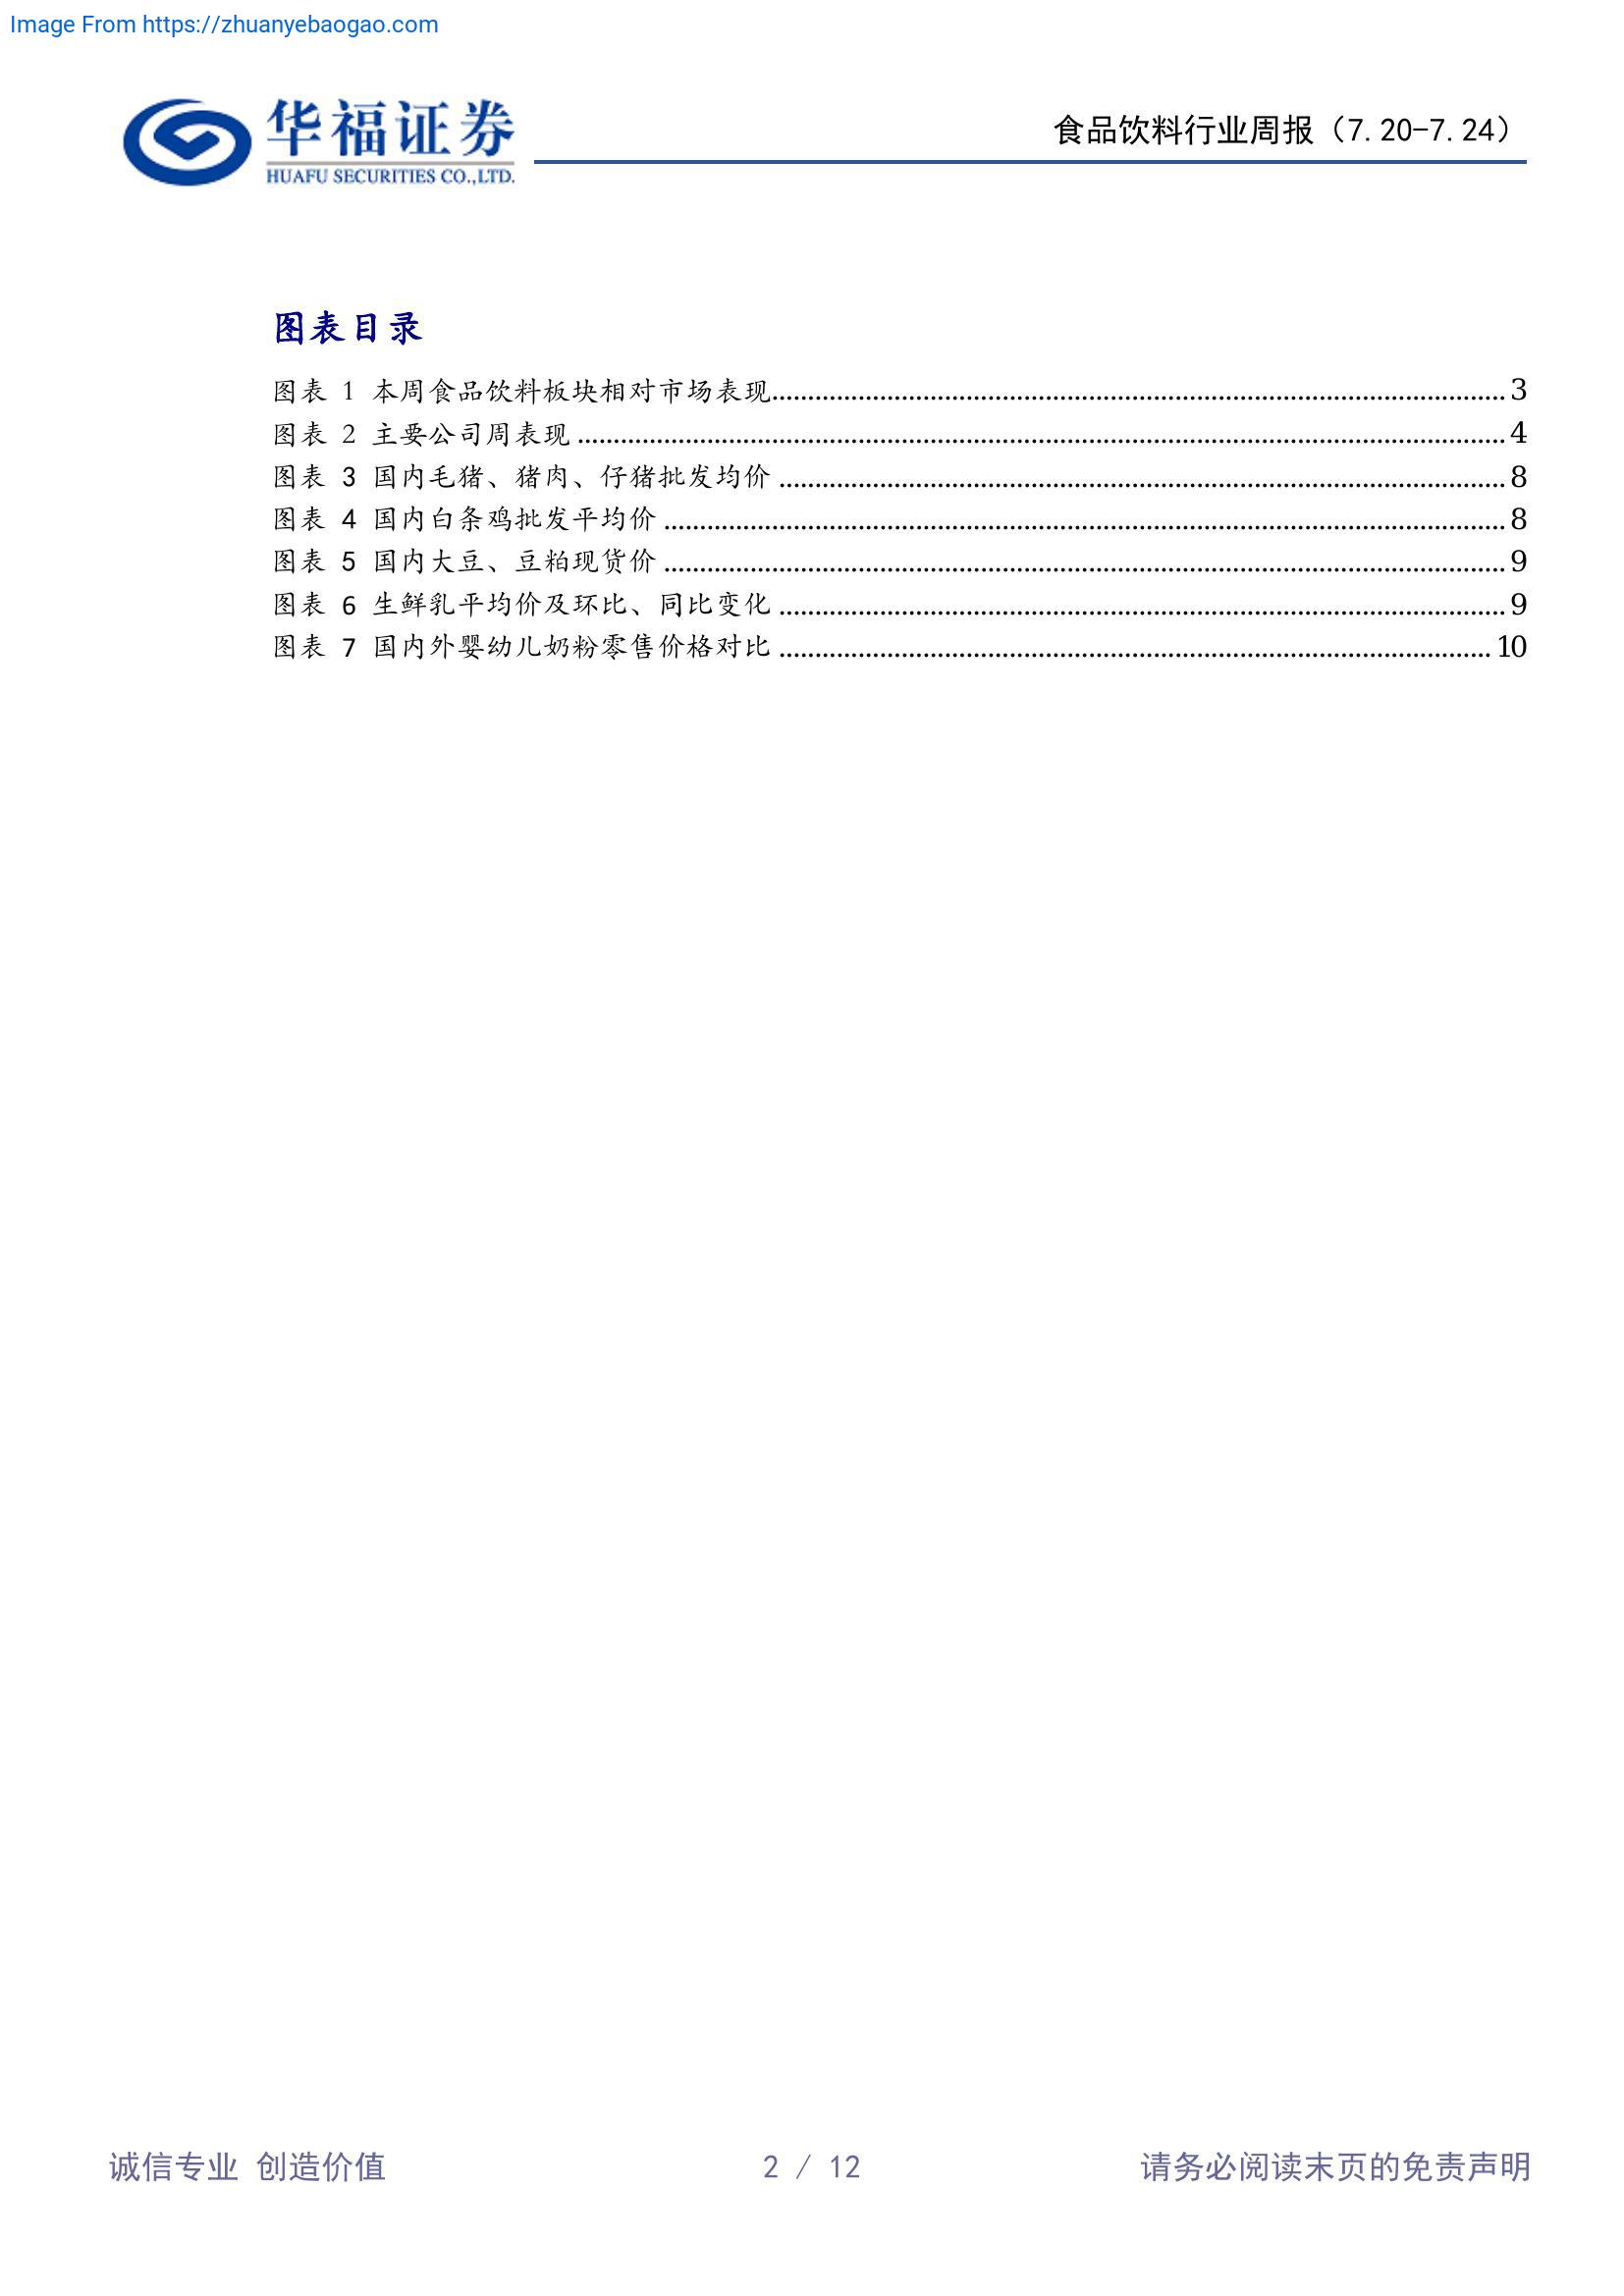 Image From https://zhuanyebaogao.com
华福证券
HUAFU SECURITIES CO.,LTD.
食品饮料行业周报（7.20-7.24）
图表目录
图表 1 本周食品饮料板块相对市场表现 3
图表 2 主要公司周表现 4
图表 3 国内毛猪、猪肉、仔猪批发均价 8
图表 4 国内白条鸡批发平均价 8
图表 5 国内大豆、豆粕现货价 9
图表 6 生鲜乳平均价及环比、同比变化 9
图表 7 国内外婴幼儿奶粉零售价格对比 10
诚信专业 创造价值 2 / 12 请务必阅读末页的免责声明